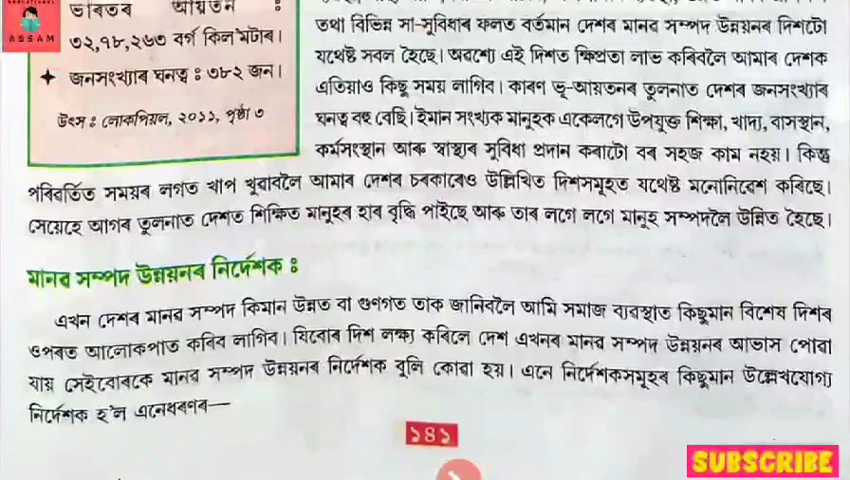 ASSAM
ভাৰতৰ আয়তন :
৩২,৭৮,২৬৩ বৰ্গ কিল'মটাৰ।
জনসংখ্যাৰ ঘনত্ব : ৩৮২ জন।
উৎস : লোকপিয়ল, ২০১১, পৃষ্ঠা ৩
তথা বিভিন্ন সা-সুবিধাৰ ফলত বৰ্তমান দেশৰ মানৱ সম্পদ উন্নয়নৰ দিশটো
যথেষ্ট সবল হৈছে। অৱশ্যে এই দিশত ক্ষিপ্ৰতা লাভ কৰিবলৈ আমাৰ দেশক
এতিয়াও কিছু সময় লাগিব। কাৰণ ভূ-আয়তনৰ তুলনাত দেশৰ জনসংখ্যাৰ
ঘনত্ব বহু বেছি। ইমান সংখ্যক মানুহক একেলগে উপযুক্ত শিক্ষা, খাদ্য, বাসস্থান,
কৰ্মসংস্থান আৰু স্বাস্থ্যৰ সুবিধা প্ৰদান কৰাটো বৰ সহজ কাম নহয়। কিন্তু
পৰিৱৰ্তিত সময়ৰ লগত খাপ খুৱাবলৈ আমাৰ দেশৰ চৰকাৰেও উল্লিখিত দিশসমূহত যথেষ্ট মনোনিৱেশ কৰিছে।
সেয়েহে আগৰ তুলনাত দেশত শিক্ষিত মানুহৰ হাৰ বৃদ্ধি পাইছে আৰু তাৰ লগে লগে মানুহ সম্পদলৈ উন্নিত হৈছে।
মানৱ সম্পদ উন্নয়নৰ নিৰ্দেশক :
এখন দেশৰ মানৱ সম্পদ কিমান উন্নত বা গুণগত তাক জানিবলৈ আমি সমাজ ব্যৱস্থাত কিছুমান বিশেষ দিশৰ
ওপৰত আলোকপাত কৰিব লাগিব। যিবোৰ দিশ লক্ষ্য কৰিলে দেশ এখনৰ মানৱ সম্পদ উন্নয়নৰ আভাস পোৱা
যায় সেইবোৰকে মানৱ সম্পদ উন্নয়নৰ নিৰ্দেশক বুলি কোৱা হয়। এনে নিৰ্দেশকসমূহৰ কিছুমান উল্লেখযোগ্য
নিৰ্দেশক হ'ল এনেধৰণৰ—
১৪১
SUBSCRIBE